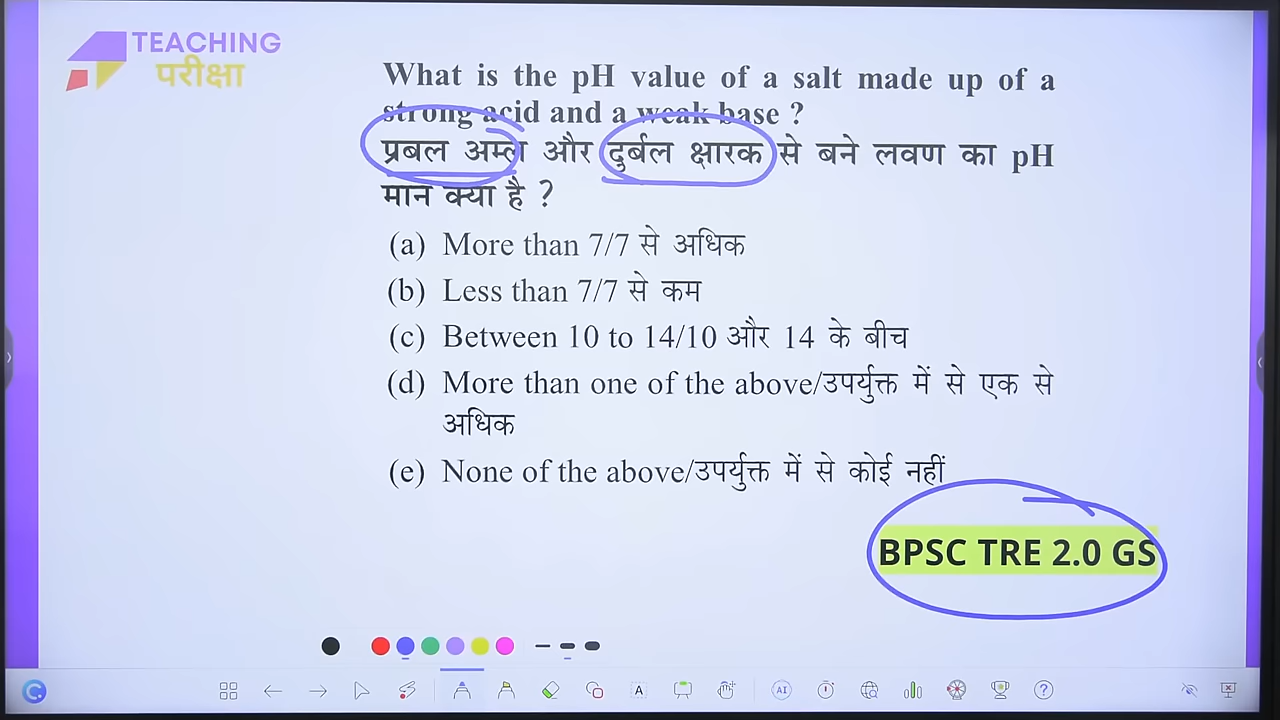 TEACHING
परीक्षा
What is the pH value of a salt made up of a
strong acid and a weak base ?
प्रबल अम्ल और दुर्बल क्षारक से बने लवण का pH
मान क्या है ?
(a) More than 7/7 से अधिक
(b) Less than 7/7 से कम
(c) Between 10 to 14/10 और 14 के बीच
(d) More than one of the above/उपर्युक्त में से एक से
अधिक
(e) None of the above/उपर्युक्त में से कोई नहीं
BPSC TRE 2.0 GS
A
AI
?